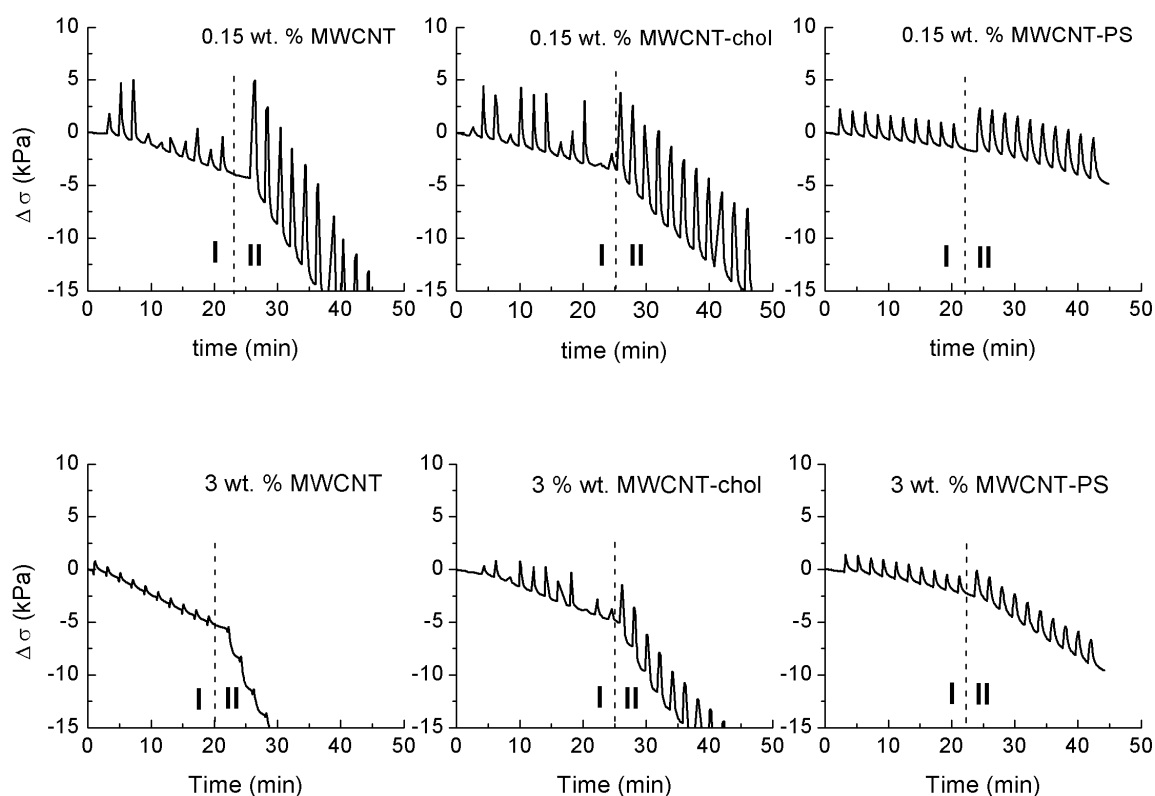 0.15 wt. % MWCNT
10
5
0
-5
-10
-15
Δ σ (kPa)
I II
0 10 20 30 40 50
time (min)
0.15 wt. % MWCNT-chol
10
5
0
-5
-10
-15
I II
0 10 20 30 40 50
time (min)
0.15 wt. % MWCNT-PS
10
5
0
-5
-10
-15
I II
0 10 20 30 40 50
time (min)
3 wt. % MWCNT
10
5
0
-5
-10
-15
Δ σ (kPa)
I II
0 10 20 30 40 50
Time (min)
3 % wt. MWCNT-chol
10
5
0
-5
-10
-15
I II
0 10 20 30 40 50
Time (min)
3 wt. % MWCNT-PS
10
5
0
-5
-10
-15
I II
0 10 20 30 40 50
Time (min)